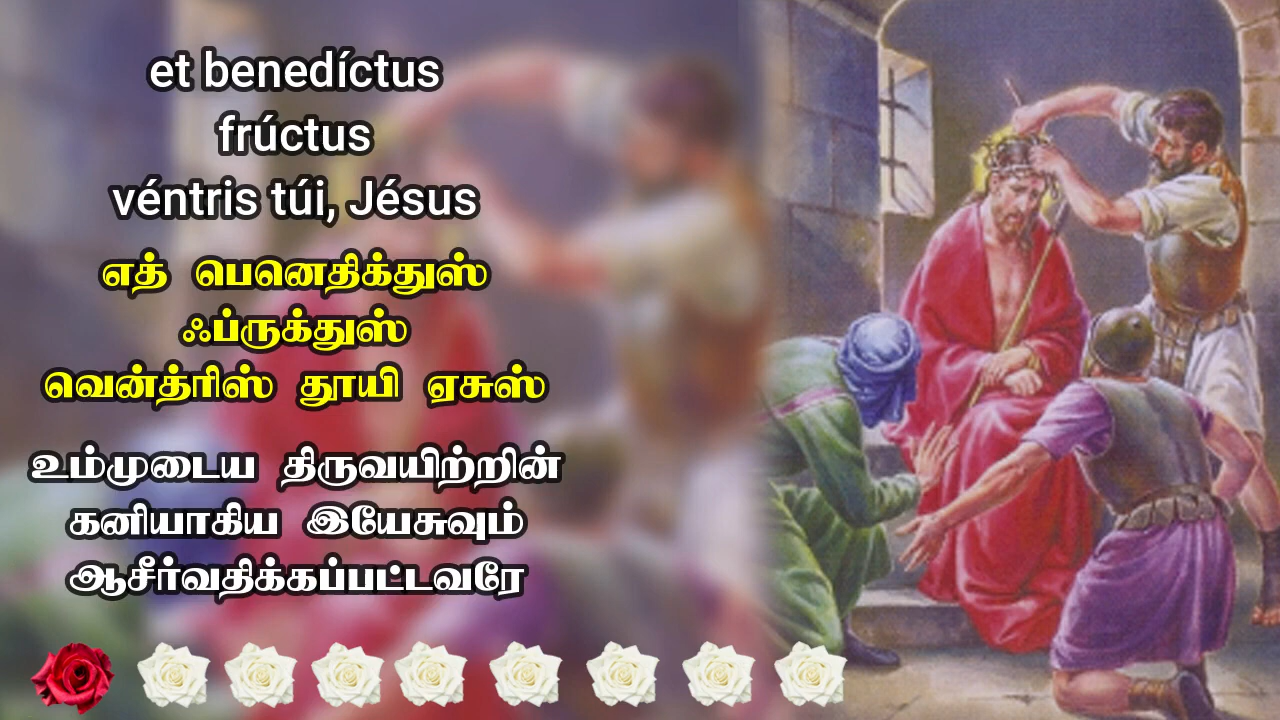 et benedíctus
frúctus
véntris túi, Jésus
எத் பெனெதிக்துஸ்
ஃப்ருக்துஸ்
வென்த்ரிஸ் தூயி ஏசுஸ்
உம்முடைய திருவயிற்றின்
கனியாகிய இயேசுவும்
ஆசீர்வதிக்கப்பட்டவரே